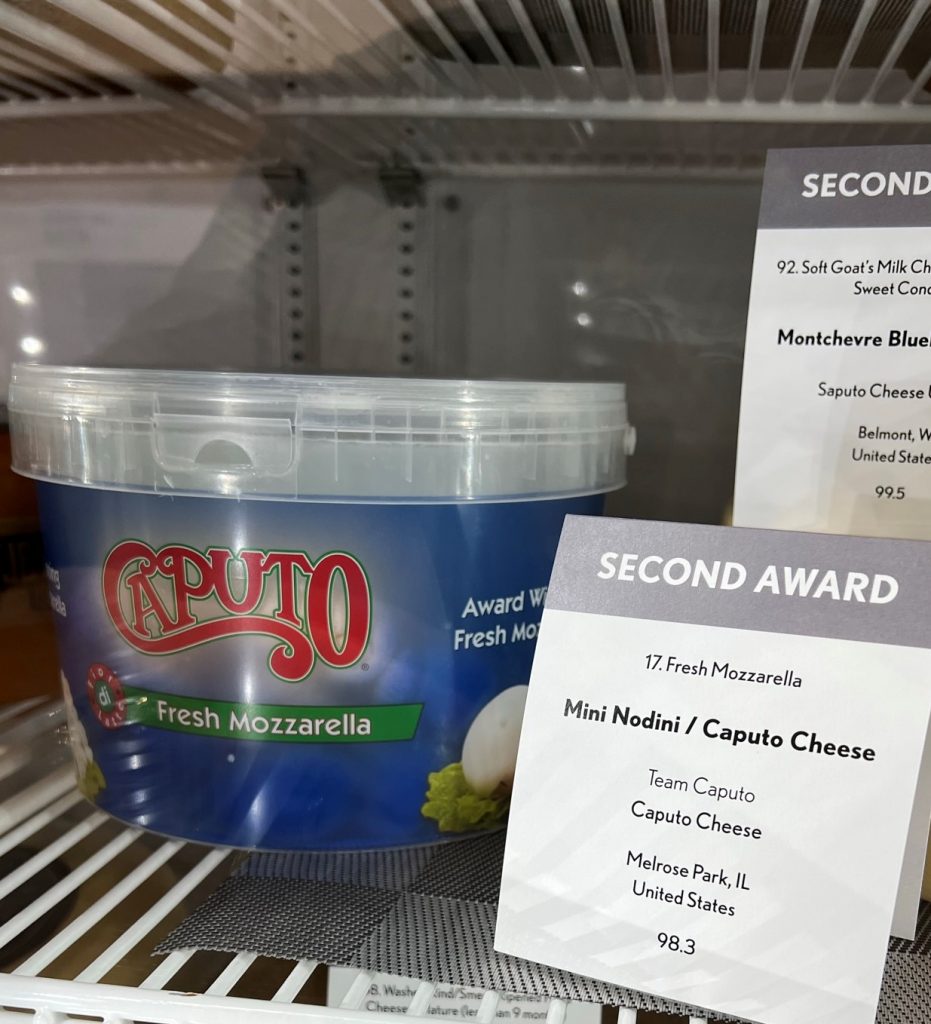 SECOND
92. Soft Goat's Milk Ch
Sweet Cond
Montchevre Blue
Saputo Cheese
Belmont, W
United State
99.5
CAPUTO
di
Fresh Mozzarella
Award Wi
Fresh Mo
SECOND AWARD
17. Fresh Mozzarella
Mini Nodini / Caputo Cheese
Team Caputo
Caputo Cheese
Melrose Park, IL
United States
98.3